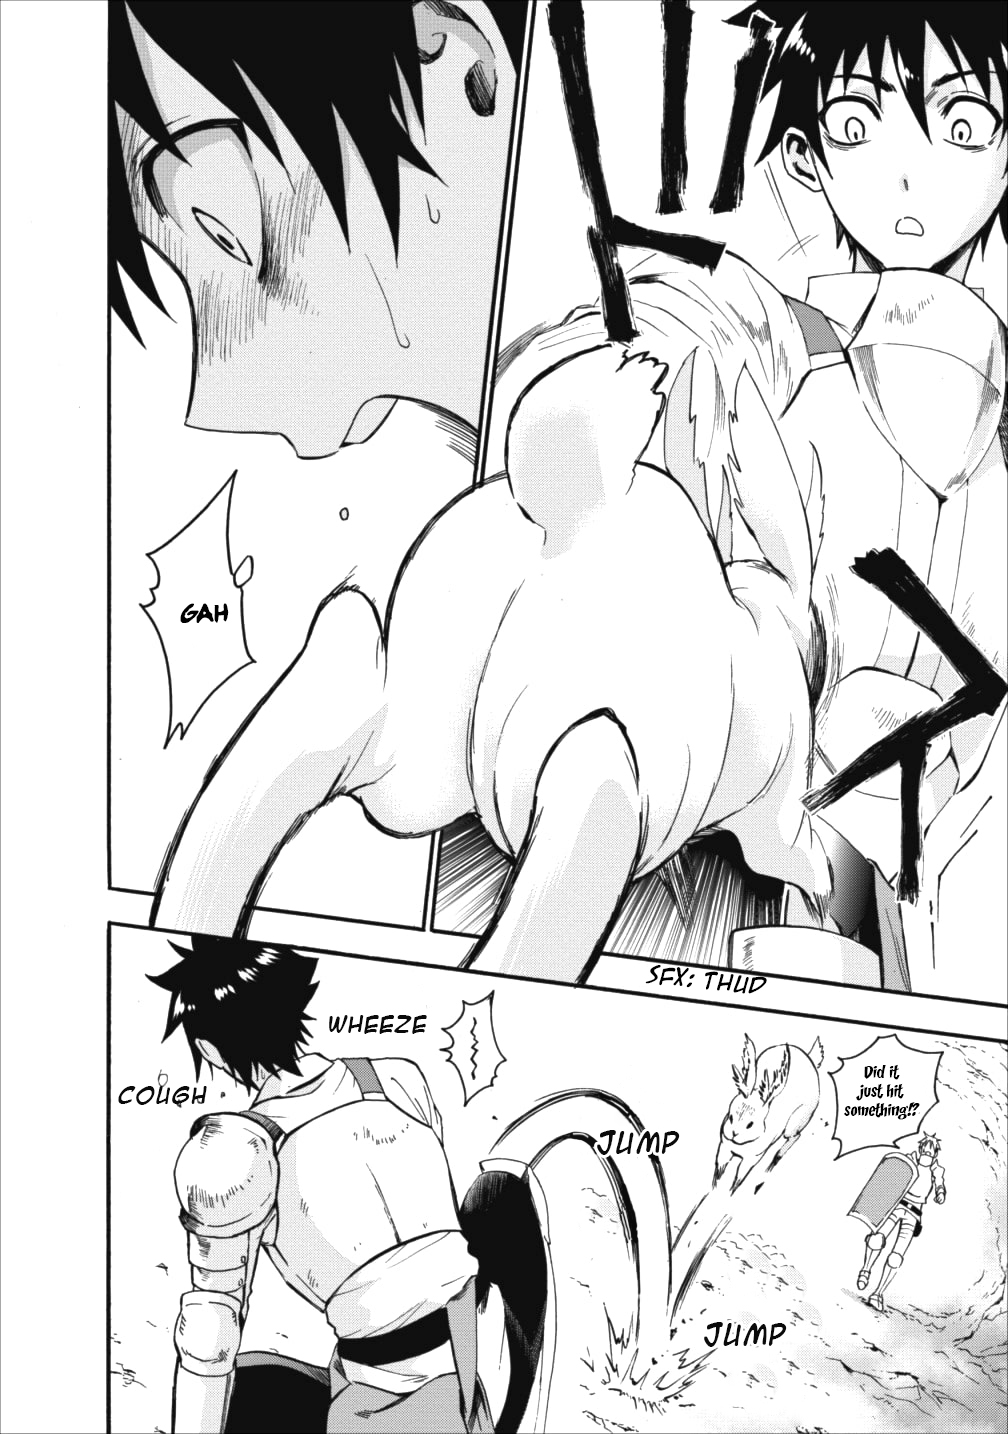 SFX: THUD
GAH
Did it
just hit
something!?
JUMP
JUMP
WHEEZE
COUGH